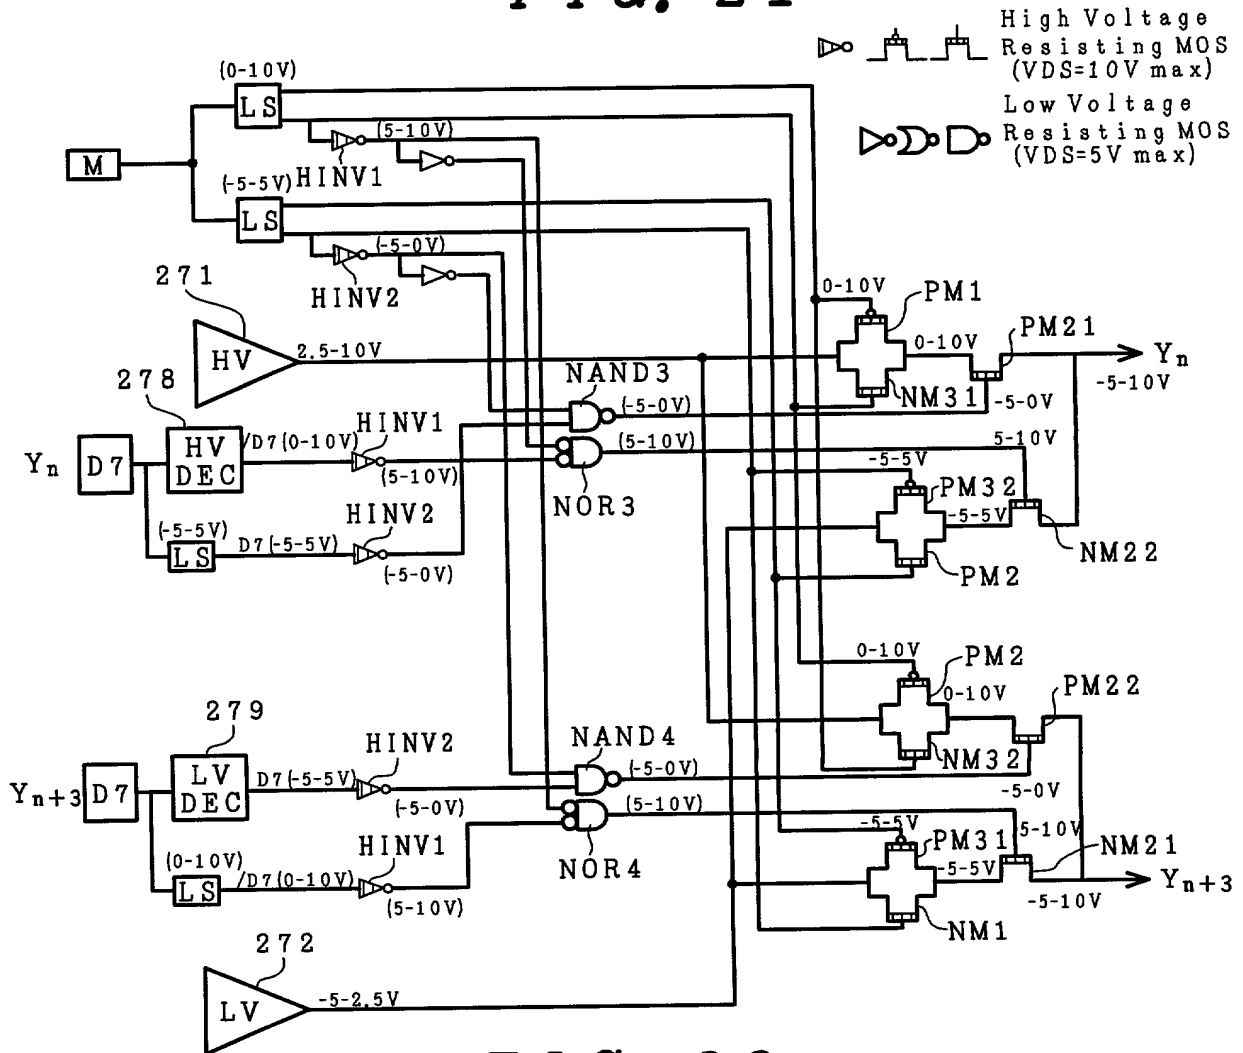 High Voltage
Resisting MOS
(VDS=10V max)
Low Voltage
Resisting MOS
(VDS=5V max)
(0-10V)
LS
(5-10V)
HINV1
M
(-5-5V)
LS
(-5-0V)
HINV2
271
HV
2.5-10V
0-10V
PM1
0-10V
PM21
Yn
-5-10V
NM31
-5-0V
278
NAND3
(-5-0V)
HINV1
Yn
D7
HV
DEC
/D7(0-10V)
(5-10V)
(5-10V)
5-10V
NOR3
-5-5V
PM32
-5-5V
NM22
PM2
HINV2
(-5-5V)
LS
D7(-5-5V)
(-5-0V)
0-10V
PM2
0-10V
PM22
NM32
-5-0V
279
HINV2
NAND4
(-5-0V)
Yn+3
D7
LV
DEC
D7(-5-5V)
(-5-0V)
(5-10V)
NOR4
-5-5V
PM31
5-10V
NM21
-5-5V
-5-10V
Yn+3
NM1
HINV1
(0-10V)
LS
/D7(0-10V)
(5-10V)
272
LV
-5-2.5V